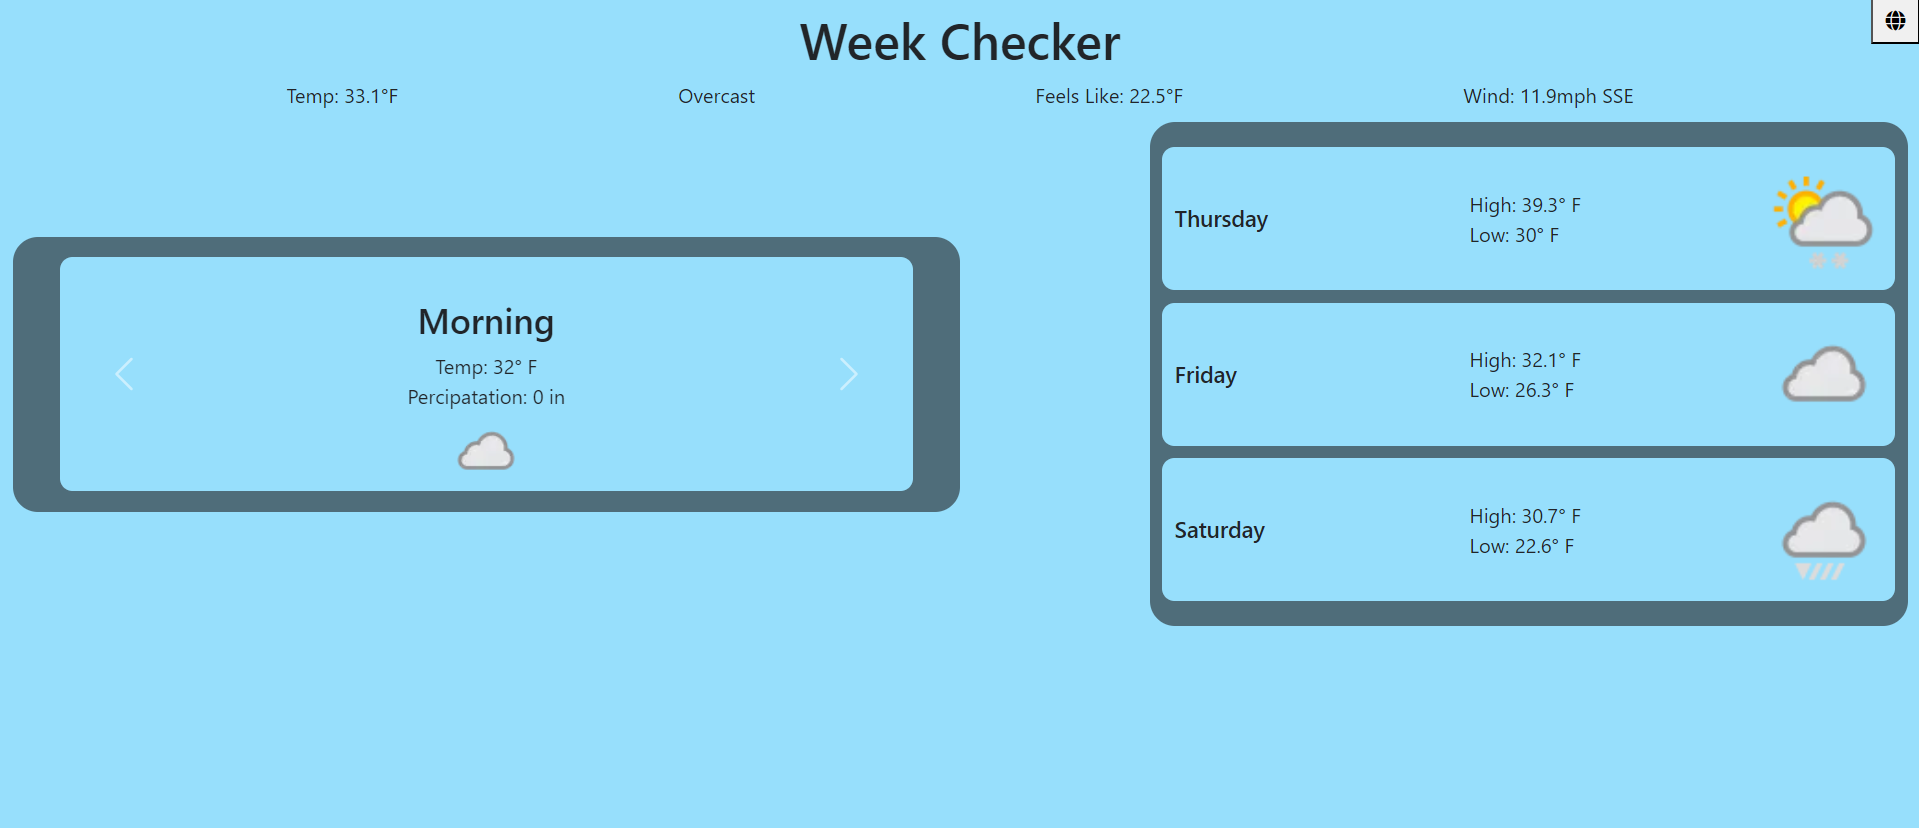 Week Checker
Temp: 33.1°F
Overcast
Feels Like: 22.5°F
Wind: 11.9mph SSE
Morning
Temp: 32° F
Percipatation: 0 in
Thursday
High: 39.3° F
Low: 30° F
Friday
High: 32.1° F
Low: 26.3° F
Saturday
High: 30.7° F
Low: 22.6° F